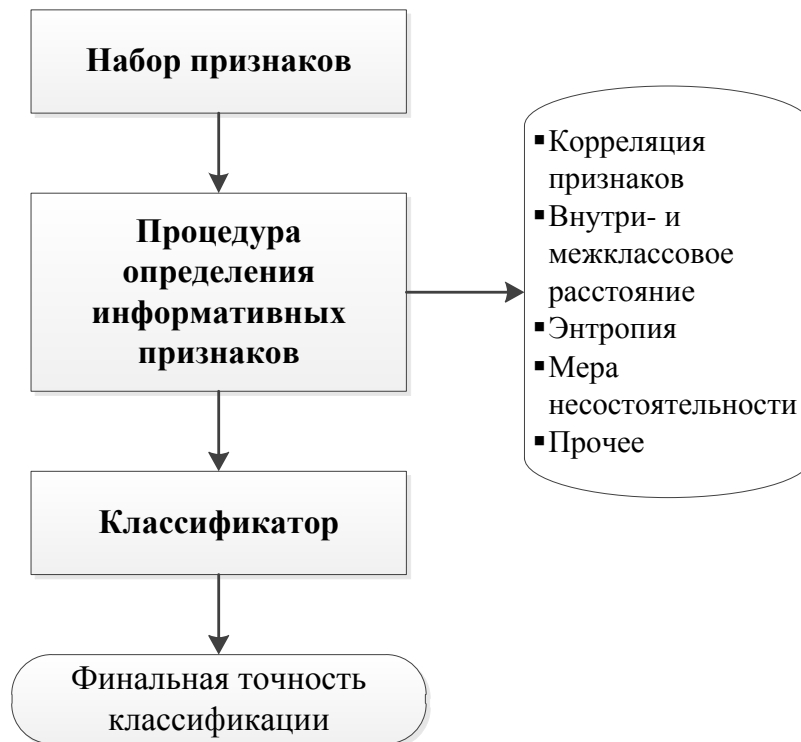 Набор признаков
Процедура
определения
информативных
признаков
▪Корреляция
признаков
▪Внутри- и
межклассовое
расстояние
▪Энтропия
▪Мера
несостоятельности
▪Прочее
Классификатор
Финальная точность
классификации